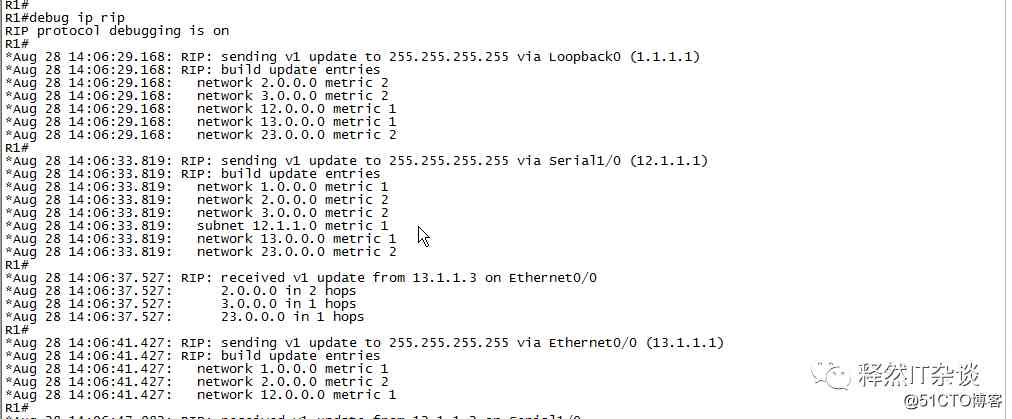 R1#
R1#debug ip rip
RIP protocol debugging is on
R1#
*Aug 28 14:06:29.168: RIP: sending v1 update to 255.255.255.255 via Loopback0 (1.1.1.1)
*Aug 28 14:06:29.168: RIP: build update entries
*Aug 28 14:06:29.168:   network 2.0.0.0 metric 2
*Aug 28 14:06:29.168:   network 3.0.0.0 metric 2
*Aug 28 14:06:29.168:   network 12.0.0.0 metric 1
*Aug 28 14:06:29.168:   network 13.0.0.0 metric 1
*Aug 28 14:06:29.168:   network 23.0.0.0 metric 2
R1#
*Aug 28 14:06:33.819: RIP: sending v1 update to 255.255.255.255 via Serial1/0 (12.1.1.1)
*Aug 28 14:06:33.819: RIP: build update entries
*Aug 28 14:06:33.819:   network 1.0.0.0 metric 1
*Aug 28 14:06:33.819:   network 2.0.0.0 metric 2
*Aug 28 14:06:33.819:   network 3.0.0.0 metric 2
*Aug 28 14:06:33.819:   subnet 12.1.1.0 metric 1
*Aug 28 14:06:33.819:   network 13.0.0.0 metric 1
*Aug 28 14:06:33.819:   network 23.0.0.0 metric 2
R1#
*Aug 28 14:06:37.527: RIP: received v1 update from 13.1.1.3 on Ethernet0/0
*Aug 28 14:06:37.527:      2.0.0.0 in 2 hops
*Aug 28 14:06:37.527:      3.0.0.0 in 1 hops
*Aug 28 14:06:37.527:      23.0.0.0 in 1 hops
R1#
*Aug 28 14:06:41.427: RIP: sending v1 update to 255.255.255.255 via Ethernet0/0 (13.1.1.1)
*Aug 28 14:06:41.427: RIP: build update entries
*Aug 28 14:06:41.427:   network 1.0.0.0 metric 1
*Aug 28 14:06:41.427:   network 2.0.0.0 metric 2
*Aug 28 14:06:41.427:   network 12.0.0.0 metric 1
R1#
释然IT杂谈
@51CTO博客